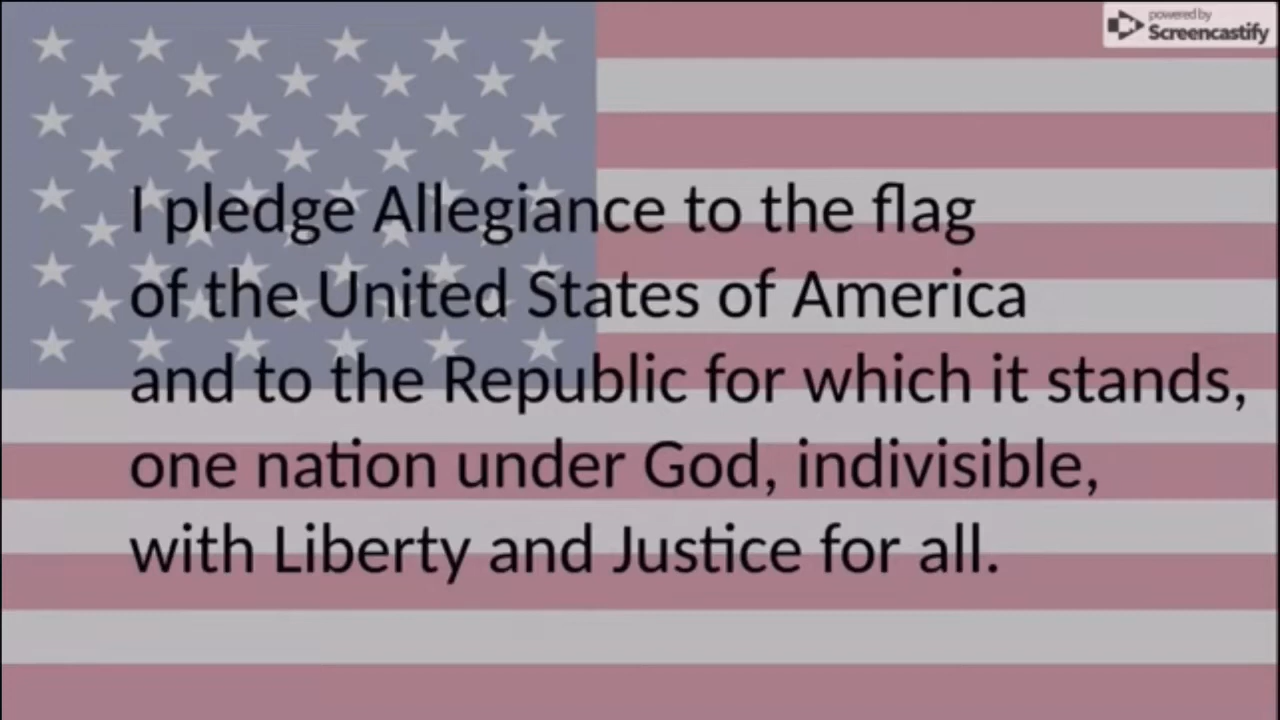 powered by
Screencastify
I pledge Allegiance to the flag
of the United States of America
and to the Republic for which it stands,
one nation under God, indivisible,
with Liberty and Justice for all.